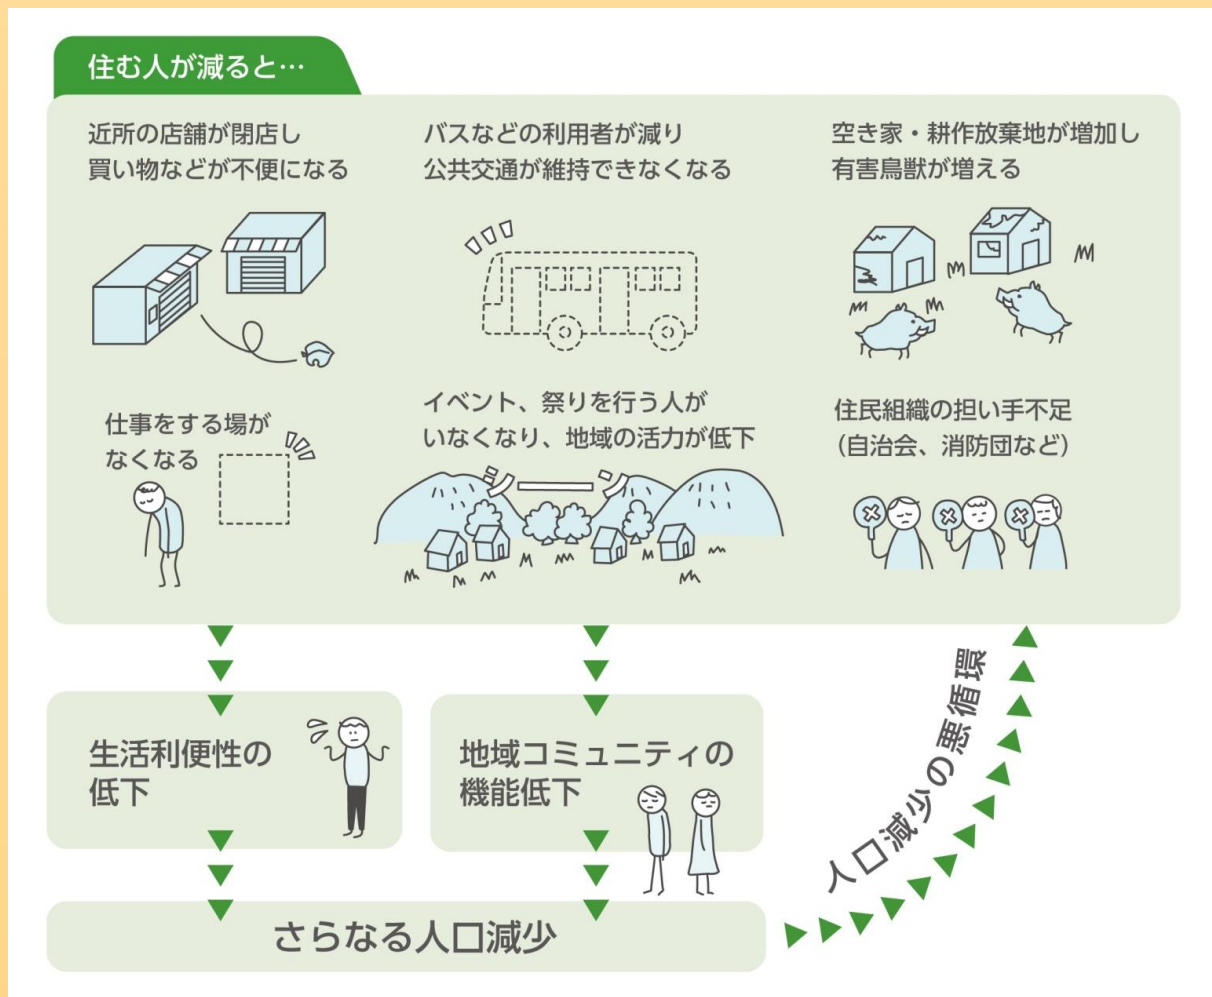 住む人が減ると…
近所の店舗が閉店し
買い物などが不便になる
バスなどの利用者が減り
公共交通が維持できなくなる
空き家・耕作放棄地が増加し
有害鳥獣が増える
仕事をする場が
なくなる
イベント、祭りを行う人が
いなくなり、地域の活力が低下
住民組織の担い手不足
（自治会、消防団など）
生活利便性の
低下
地域コミュニティの
機能低下
さらなる人口減少
人口減少の悪循環